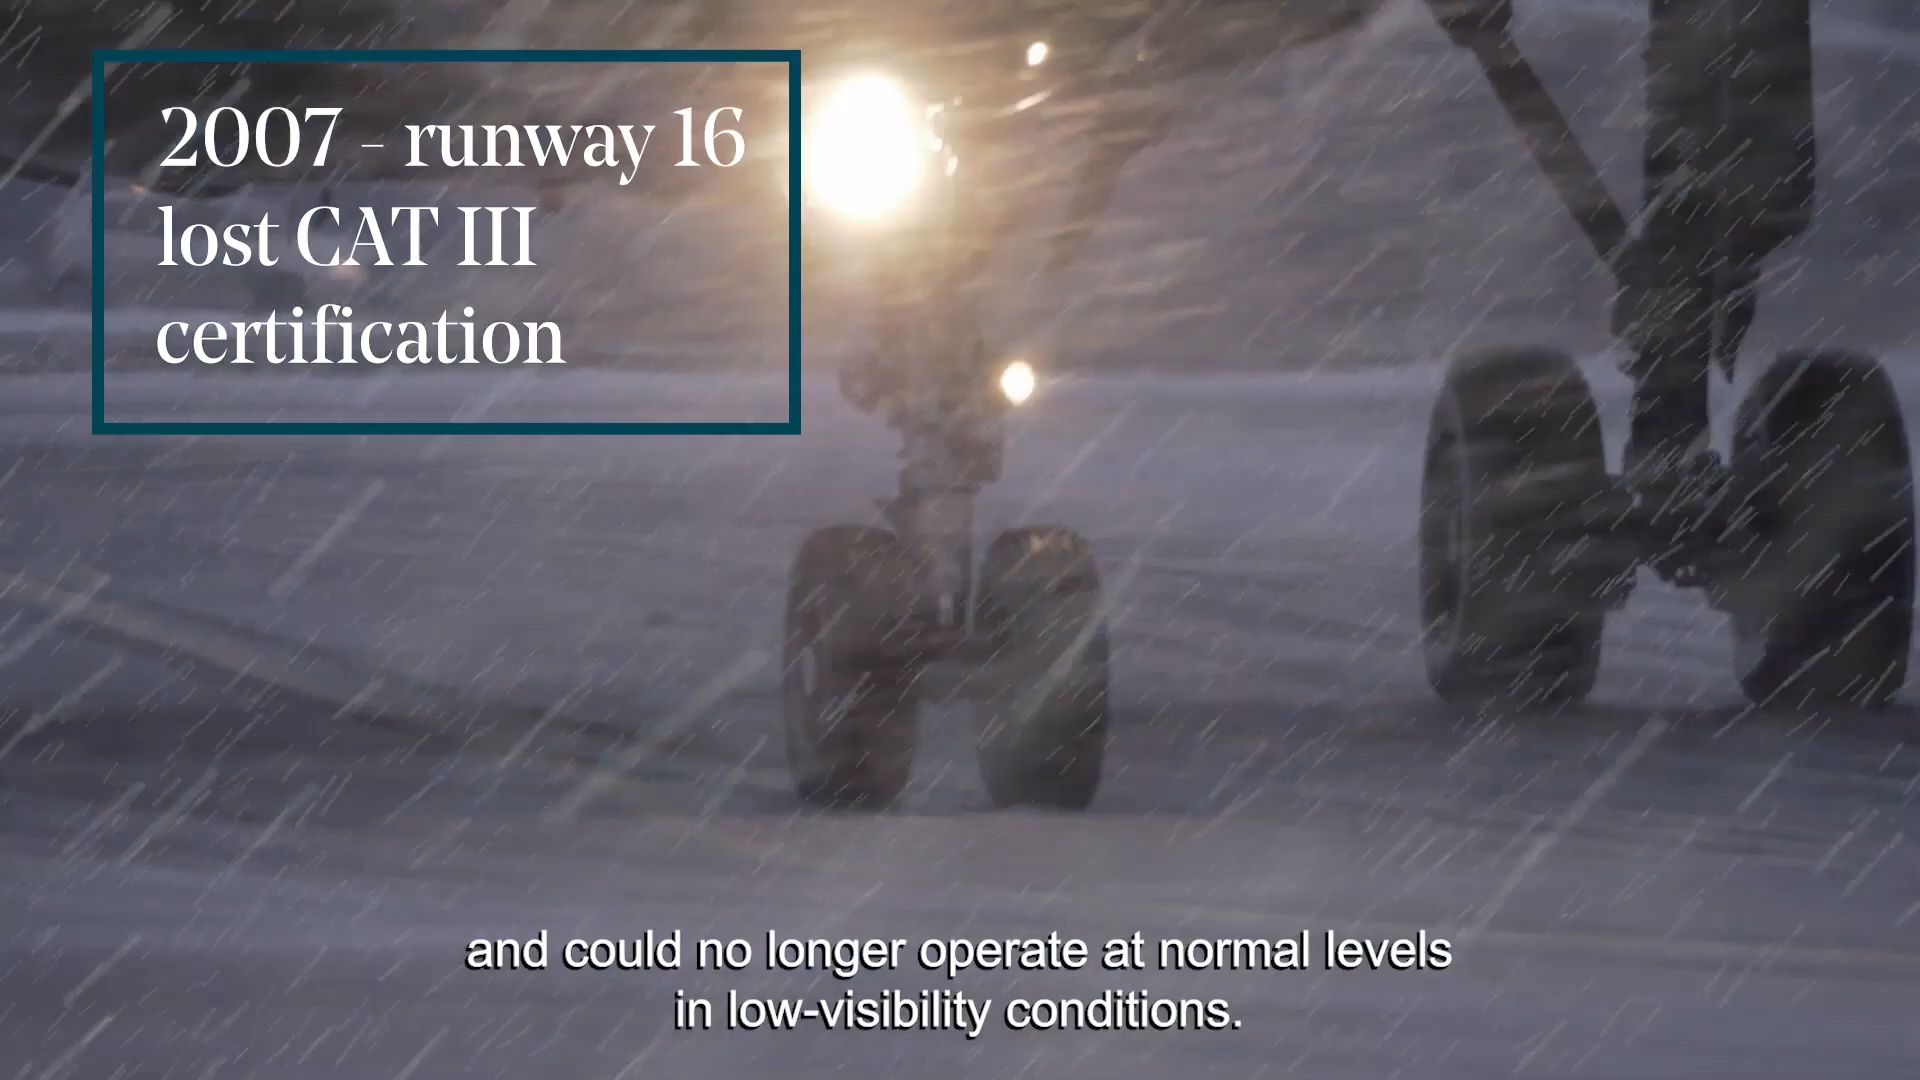 2007 - runway 16
lost CAT III
certification
and could no longer operate at normal levels
in low-visibility conditions.